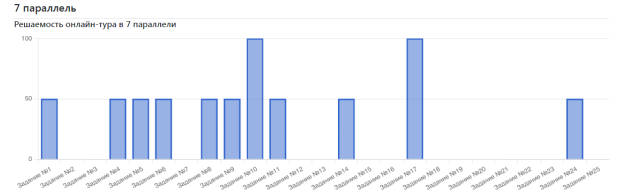 7 параллель
Решаемость онлайн-тура в 7 параллели
100
50
0
Задание №1
Задание №2
Задание №3
Задание №4
Задание №5
Задание №6
Задание №7
Задание №8
Задание №9
Задание №10
Задание №11
Задание №12
Задание №13
Задание №14
Задание №15
Задание №16
Задание №17
Задание №18
Задание №19
Задание №20
Задание №21
Задание №22
Задание №23
Задание №24
Задание №25